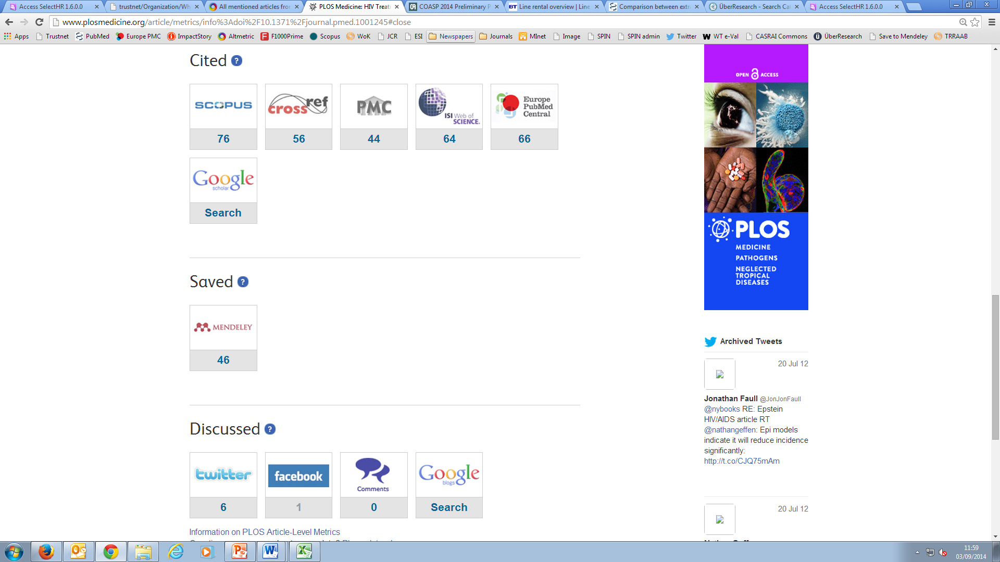 Access SelectHR 1.6.0.0
trustnet/Organization/Wh
All mentioned articles fro
PLOS Medicine: HIV Treat
COASP 2014 Preliminary P
BT Line rental overview | Line
Comparison between extr
ÜberResearch - Search Cat
Access SelectHR 1.6.0.0
www.plosmedicine.org/article/metrics/info%3Adoi%2F10.1371%2Fjournal.pmed.1001245#close
Apps Trustnet PubMed Europe PMC ImpactStory Altmetric F1000Prime Scopus WoK JCR ESI Newspapers Journals MInet Image SPIN SPIN admin Twitter WT e-Val CASRAI Commons ÜberResearch Save to Mendeley TRRAAB
Cited ?
SCOPUS
76
crossref
56
PMC
44
ISI Web of
SCIENCE.
64
Europe
PubMed
Central
66
Google
scholar
Search
Saved ?
MENDELEY
46
Discussed ?
twitter
6
facebook
1
Comments
0
Google
blogs
Search
Information on PLOS Article-Level Metrics
OPEN ACCESS
PLOS
MEDICINE
PATHOGENS
NEGLECTED
TROPICAL
DISEASES
Archived Tweets
20 Jul 12
Jonathan Faull @JonJonFaull
@nybooks RE: Epstein
HIV/AIDS article RT
@nathangeffen: Epi models
indicate it will reduce incidence
significantly:
http://t.co/CJQ75mAm
20 Jul 12
11:59
03/09/2014